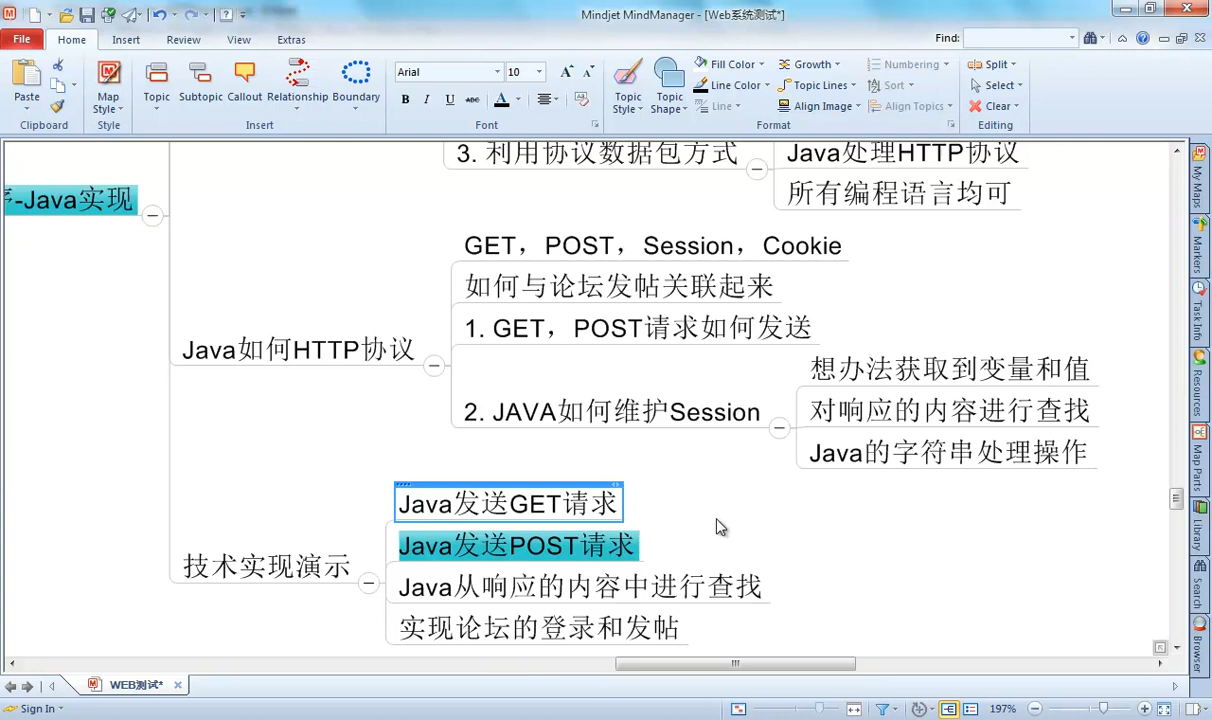 Mindjet MindManager - [Web系统测试*]
File Home Insert Review View Extras Find:
Paste Map Style Topic Subtopic Callout Relationship Boundary Arial 10 Topic Style Topic Shape Fill Color Growth Numbering Split
Line Color Topic Lines Sort Select
B I U abc A Line Align Image Align Topics Clear
Clipboard Style Insert Font Format Editing
3. 利用协议数据包方式
Java处理HTTP协议
所有编程语言均可
-Java实现
GET，POST，Session，Cookie
如何与论坛发帖关联起来
1. GET，POST请求如何发送
Java如何HTTP协议
2. JAVA如何维护Session
想办法获取到变量和值
对响应的内容进行查找
Java的字符串处理操作
技术实现演示
Java发送GET请求
Java发送POST请求
Java从响应的内容中进行查找
实现论坛的登录和发帖
My Maps
Markers
Task Info
Resources
Map Parts
Library
Search
Browser
WEB测试*
Sign In 197%